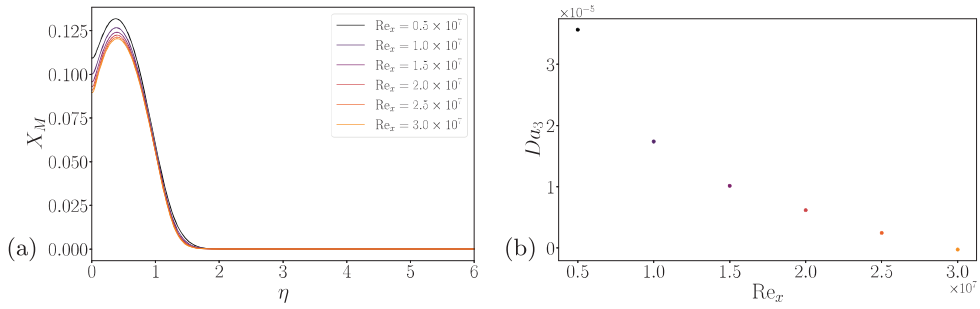 (a)
X_M
0.125
0.100
0.075
0.050
0.025
0.000
0 1 2 3 4 5 6
η
Re_x = 0.5 × 10^7
Re_x = 1.0 × 10^7
Re_x = 1.5 × 10^7
Re_x = 2.0 × 10^7
Re_x = 2.5 × 10^7
Re_x = 3.0 × 10^7
(b)
×10^−5
Da_3
3
2
1
0
0.5 1.0 1.5 2.0 2.5 3.0
×10^7
Re_x